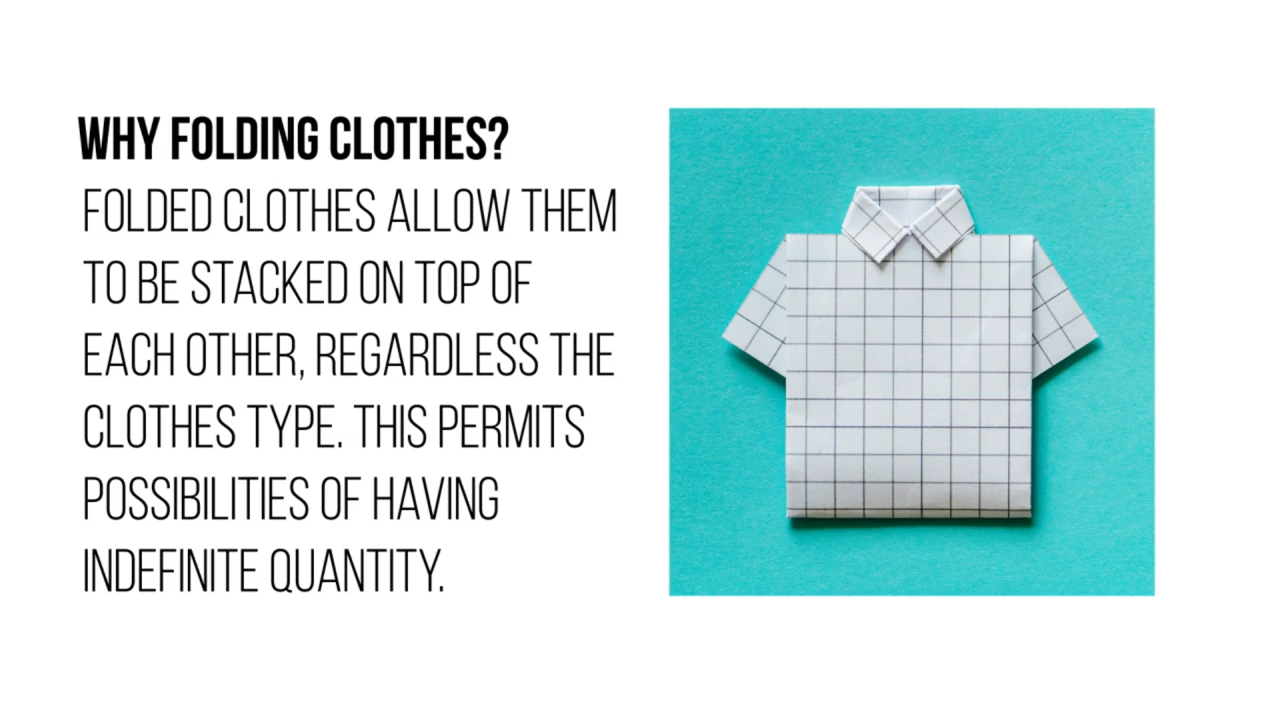 WHY FOLDING CLOTHES?
FOLDED CLOTHES ALLOW THEM
TO BE STACKED ON TOP OF
EACH OTHER, REGARDLESS THE
CLOTHES TYPE. THIS PERMITS
POSSIBILITIES OF HAVING
INDEFINITE QUANTITY.